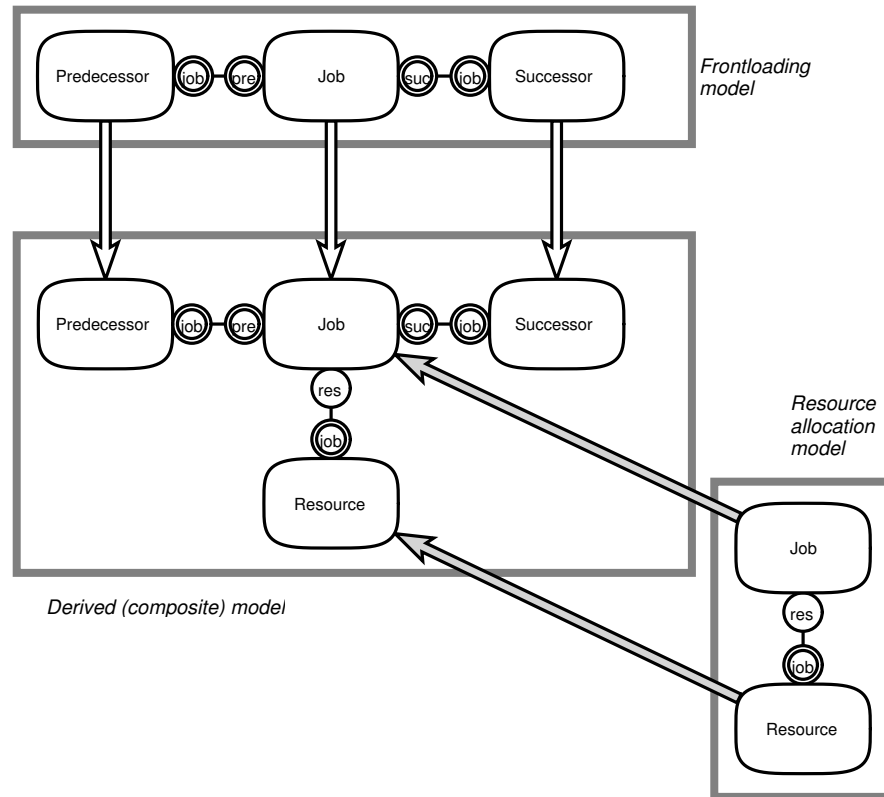 Predecessor job pre Job suc job Successor
Frontloading
model
Predecessor job pre Job suc job Successor
res
job
Resource
Resource
allocation
model
Job
res
job
Resource
Derived (composite) model